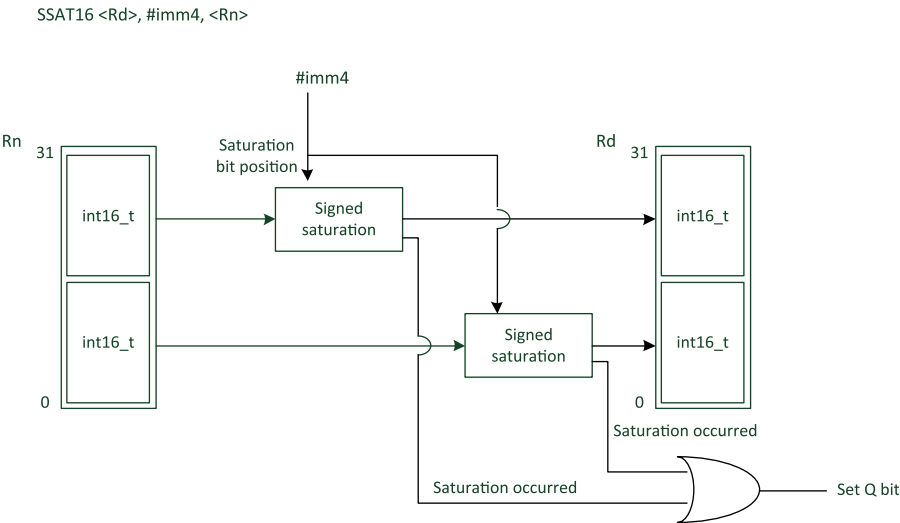 SSAT16 <Rd>, #imm4, <Rn>
#imm4
Rn
31
Saturation
bit position
Rd
31
int16_t
Signed
saturation
int16_t
int16_t
Signed
saturation
int16_t
0
0
Saturation occurred
Saturation occurred
Set Q bit